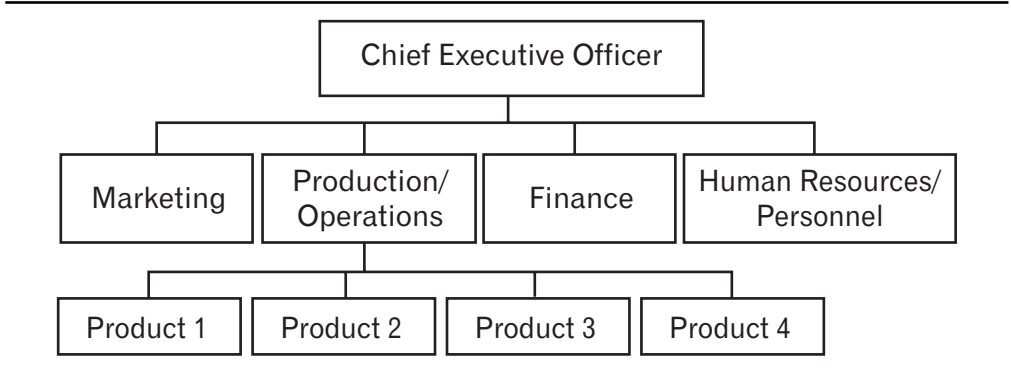 Chief Executive Officer
Marketing
Production/
Operations
Finance
Human Resources/
Personnel
Product 1
Product 2
Product 3
Product 4